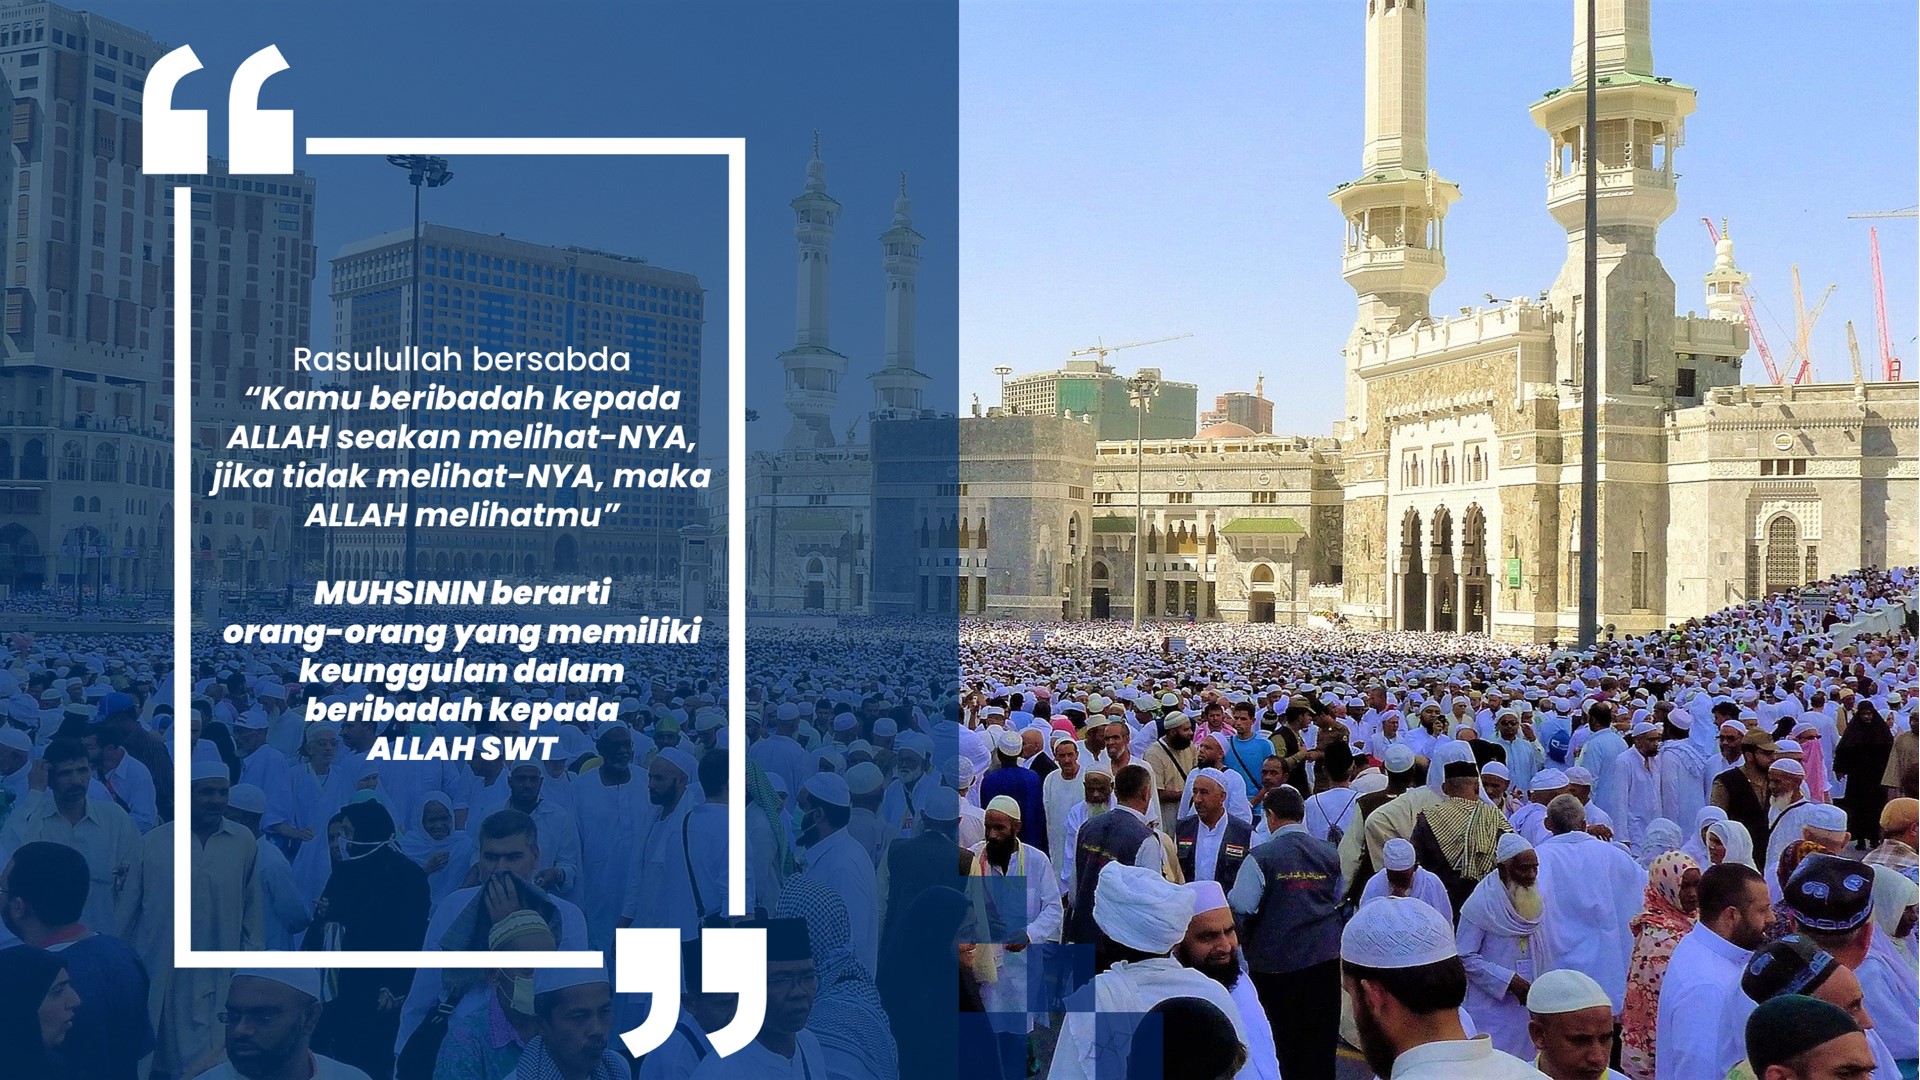 Rasulullah bersabda
“Kamu beribadah kepada
ALLAH seakan melihat-NYA,
jika tidak melihat-NYA, maka
ALLAH melihatmu”
MUHSININ berarti
orang-orang yang memiliki
keunggulan dalam
beribadah kepada
ALLAH SWT